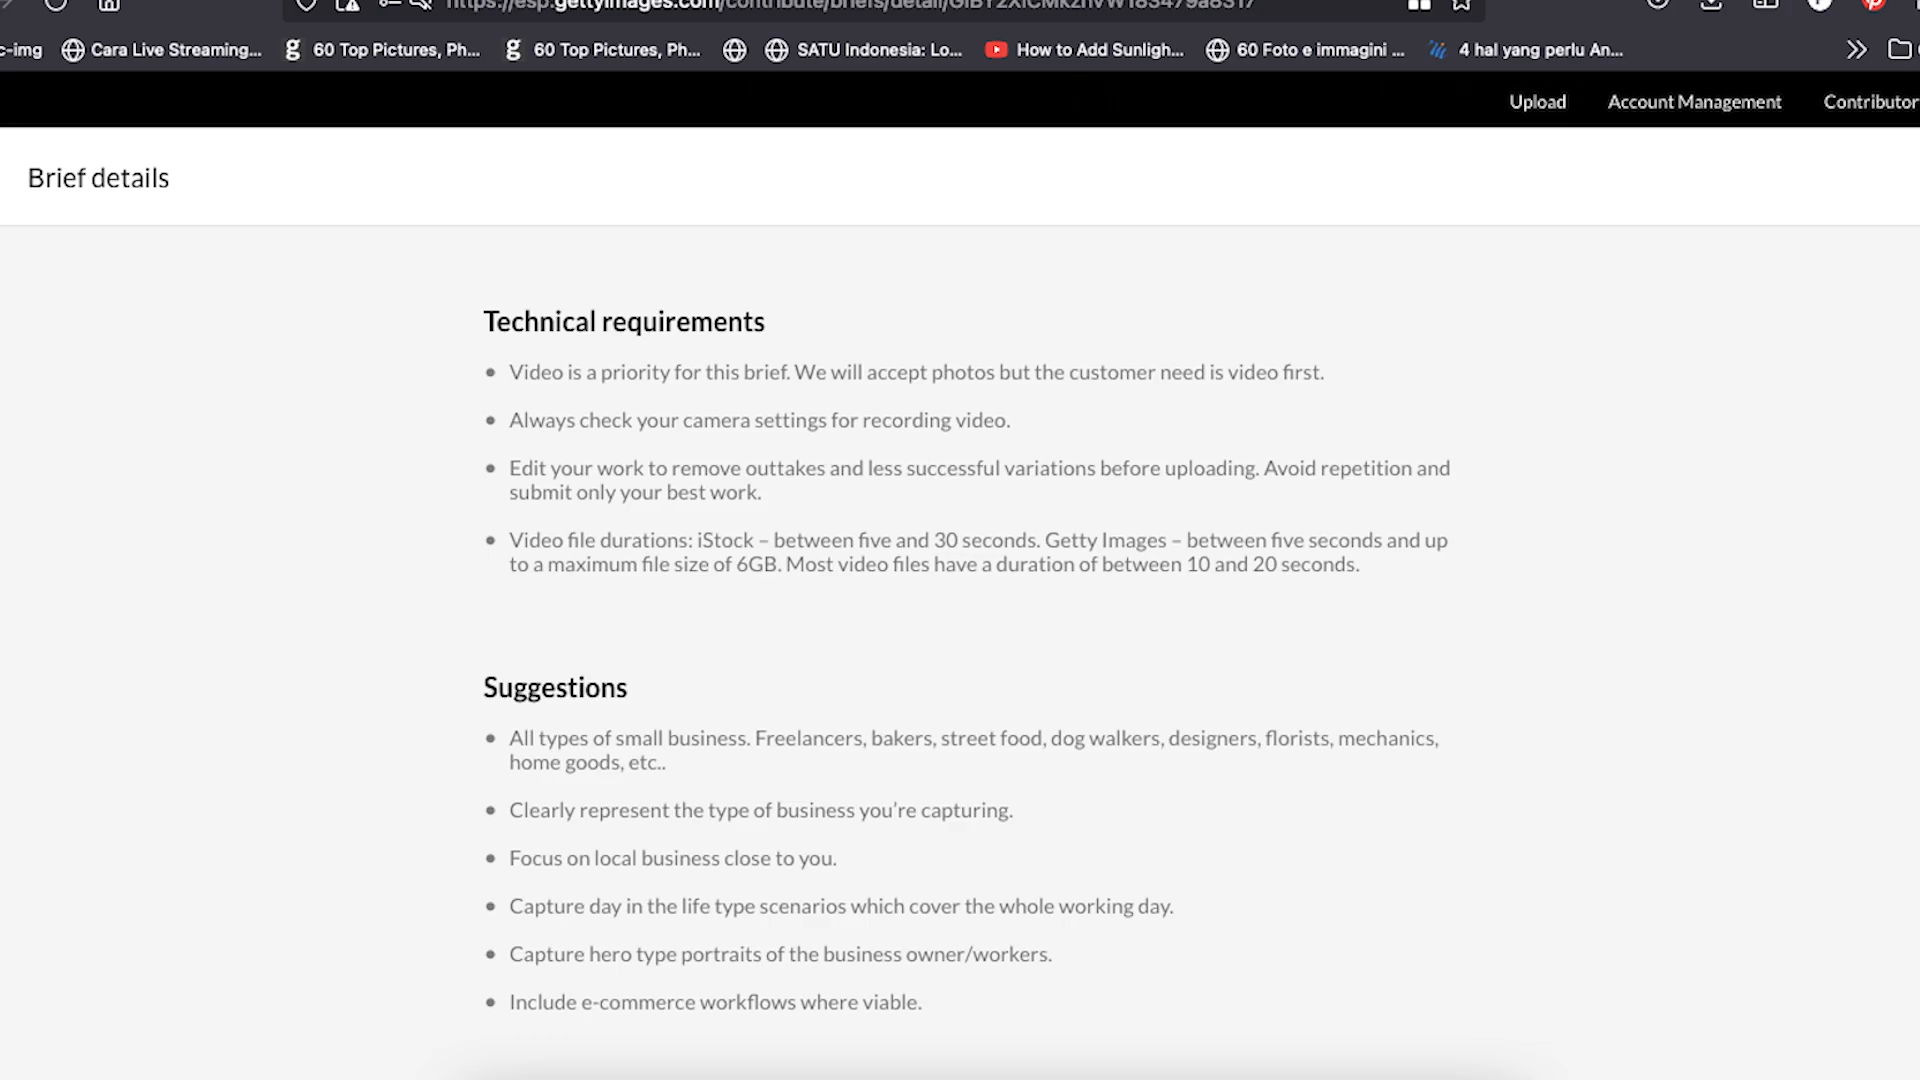 https://esp.gettyimages.com/contribute/briefs/detail/
c-img Cara Live Streaming... 60 Top Pictures, Ph... 60 Top Pictures, Ph... SATU Indonesia: Lo... How to Add Sunligh... 60 Foto e immagini ... 4 hal yang perlu An...
Upload Account Management Contributor
Brief details
Technical requirements
• Video is a priority for this brief. We will accept photos but the customer need is video first.
• Always check your camera settings for recording video.
• Edit your work to remove outtakes and less successful variations before uploading. Avoid repetition and
submit only your best work.
• Video file durations: iStock – between five and 30 seconds. Getty Images – between five seconds and up
to a maximum file size of 6GB. Most video files have a duration of between 10 and 20 seconds.
Suggestions
• All types of small business. Freelancers, bakers, street food, dog walkers, designers, florists, mechanics,
home goods, etc..
• Clearly represent the type of business you're capturing.
• Focus on local business close to you.
• Capture day in the life type scenarios which cover the whole working day.
• Capture hero type portraits of the business owner/workers.
• Include e-commerce workflows where viable.